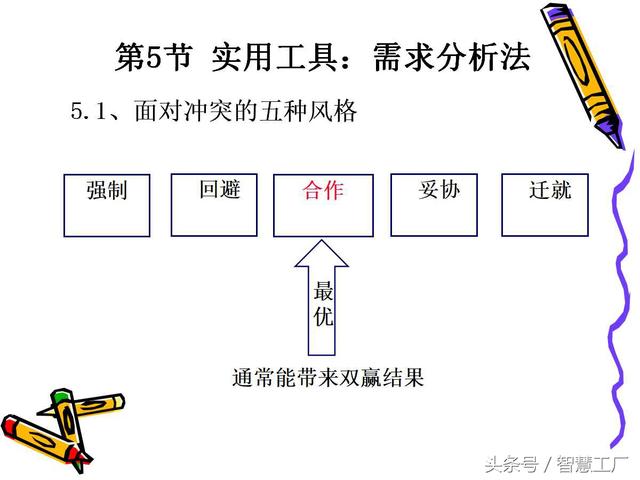 第5节 实用工具：需求分析法
5.1、面对冲突的五种风格
强制 回避 合作 妥协 迁就
最
优
通常能带来双赢结果
头条号／智慧工厂